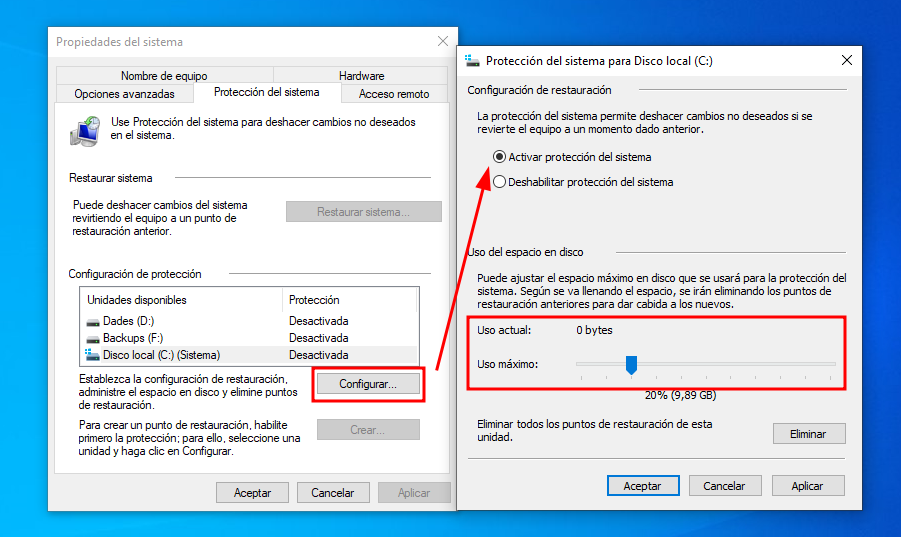 Propiedades del sistema
Nombre de equipo
Hardware
Opciones avanzadas
Protección del sistema
Acceso remoto
Use Protección del sistema para deshacer cambios no deseados
en el sistema.
Restaurar sistema
Puede deshacer cambios del sistema
revirtiendo el equipo a un punto de
restauración anterior.
Restaurar sistema...
Configuración de protección
Unidades disponibles
Protección
Dades (D:)
Desactivada
Backups (F:)
Desactivada
Disco local (C:) (Sistema)
Desactivada
Establezca la configuración de restauración,
administre el espacio en disco y elimine puntos
de restauración.
Configurar...
Para crear un punto de restauración, habilite
primero la protección; para ello, seleccione una
unidad y haga clic en Configurar.
Crear...
Aceptar
Cancelar
Aplicar
Protección del sistema para Disco local (C:)
Configuración de restauración
La protección del sistema permite deshacer cambios no deseados si se
revierte el equipo a un momento dado anterior.
Activar protección del sistema
Deshabilitar protección del sistema
Uso del espacio en disco
Puede ajustar el espacio máximo en disco que se usará para la protección del
sistema. Según se va llenando el espacio, se irán eliminando los puntos de
restauración anteriores para dar cabida a los nuevos.
Uso actual:
0 bytes
Uso máximo:
20% (9,89 GB)
Eliminar todos los puntos de restauración de esta
unidad.
Eliminar
Aceptar
Cancelar
Aplicar